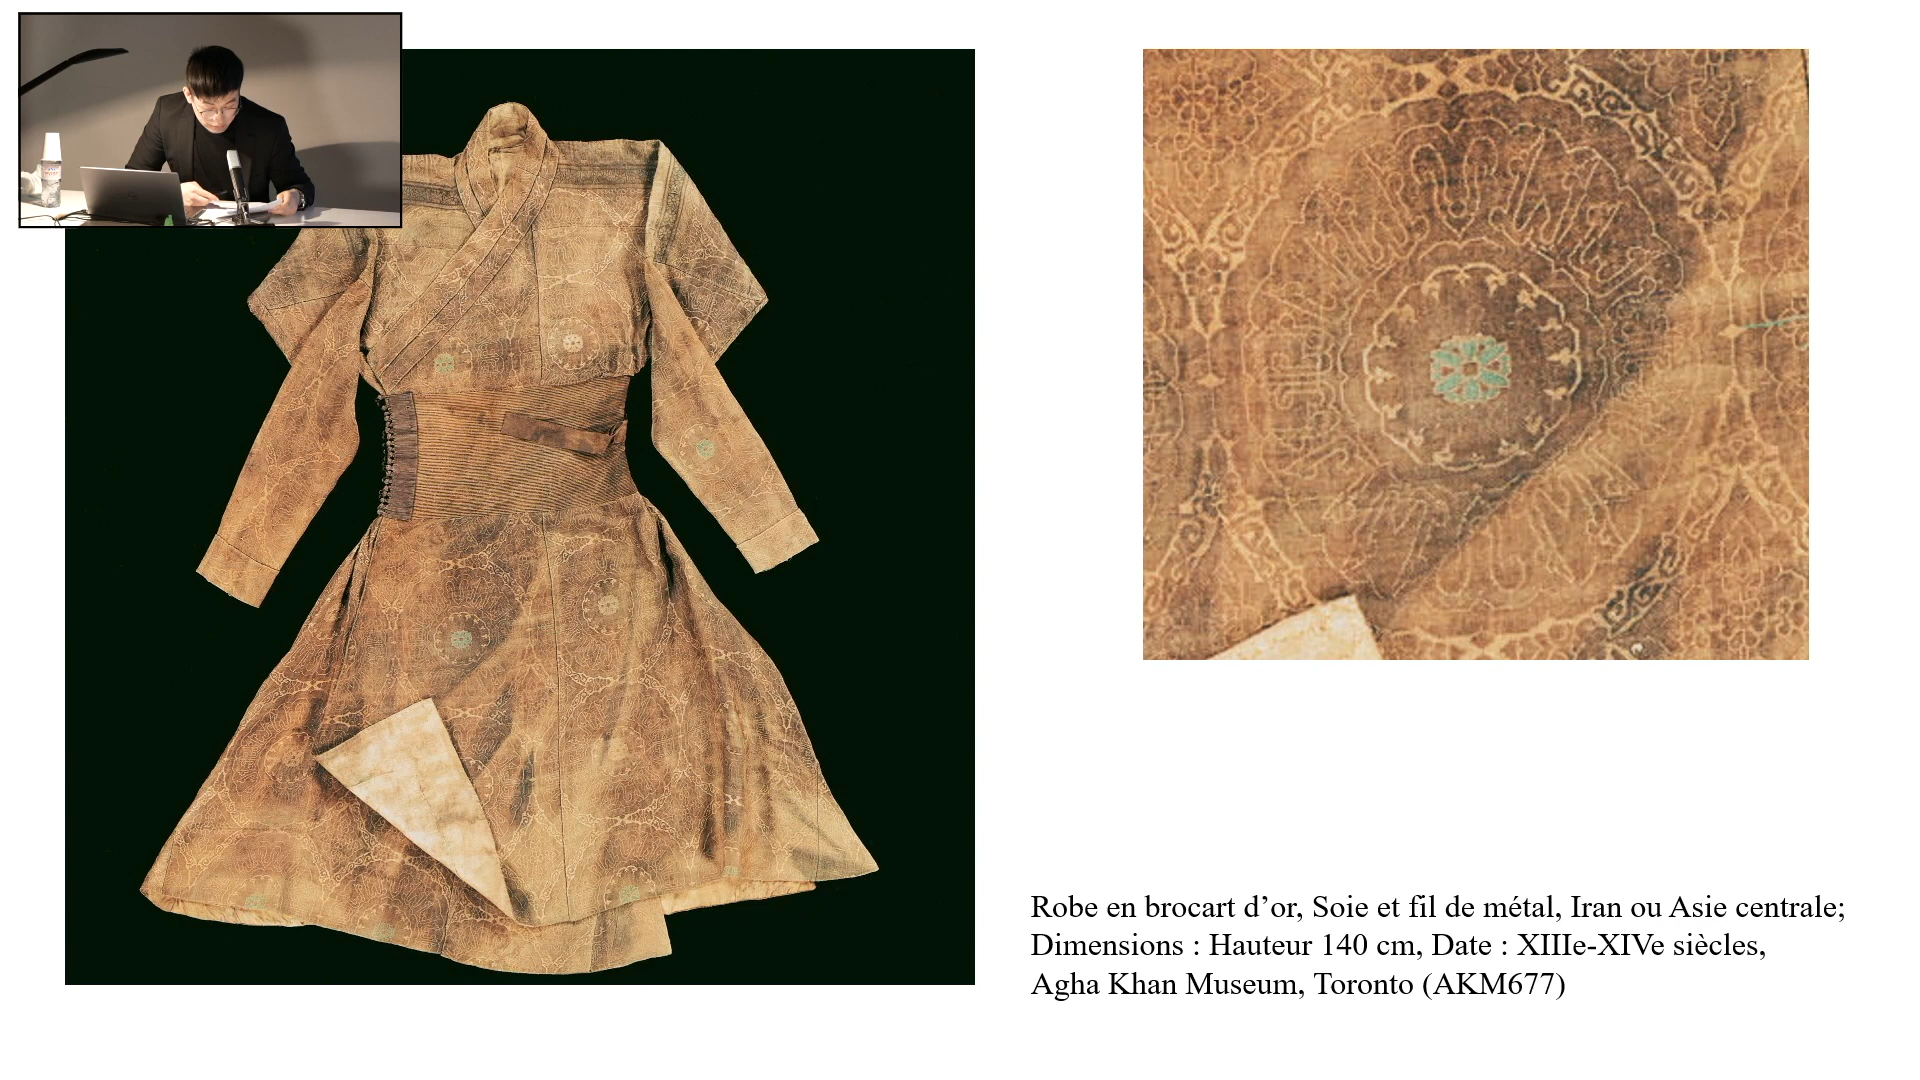 Robe en brocart d’or, Soie et fil de métal, Iran ou Asie centrale;
Dimensions : Hauteur 140 cm, Date : XIIIe-XIVe siècles,
Agha Khan Museum, Toronto (AKM677)